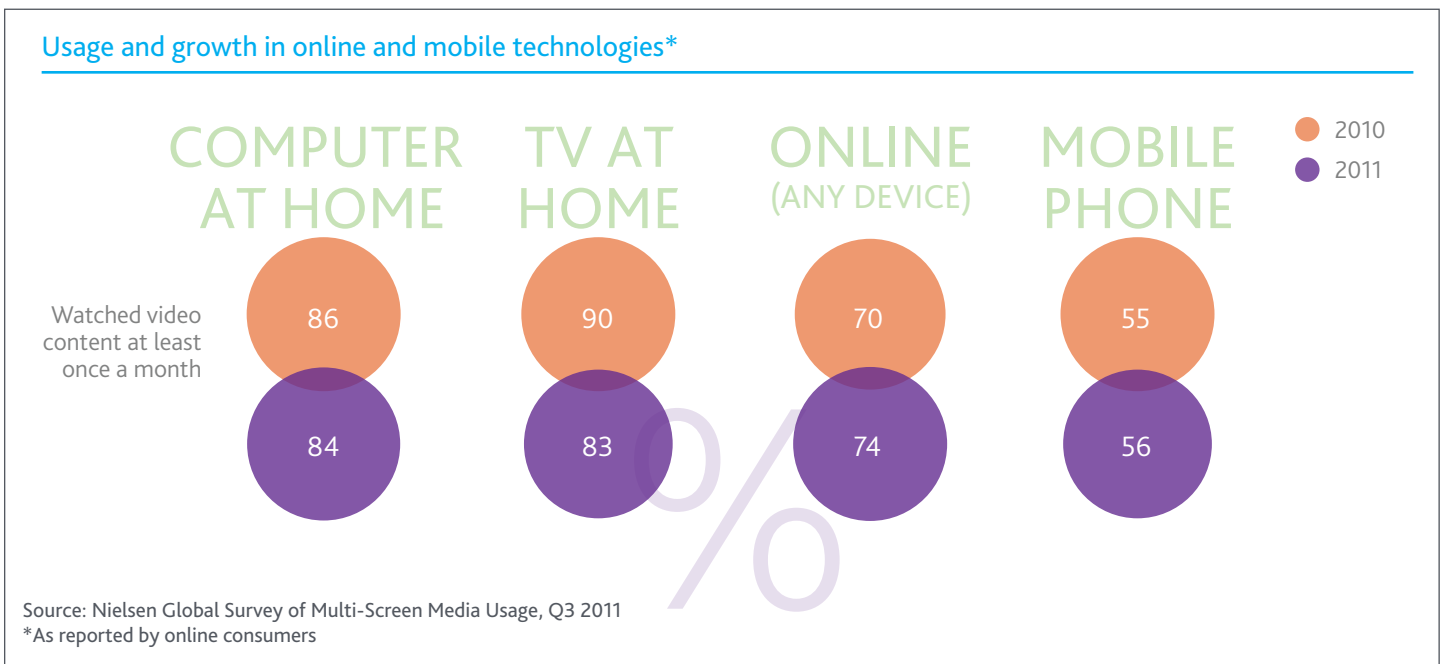 Usage and growth in online and mobile technologies*
COMPUTER
AT HOME
TV AT
HOME
ONLINE
(ANY DEVICE)
MOBILE
PHONE
2010
2011
Watched video
content at least
once a month
86
90
70
55
84
83
74
56
%
Source: Nielsen Global Survey of Multi-Screen Media Usage, Q3 2011
*As reported by online consumers